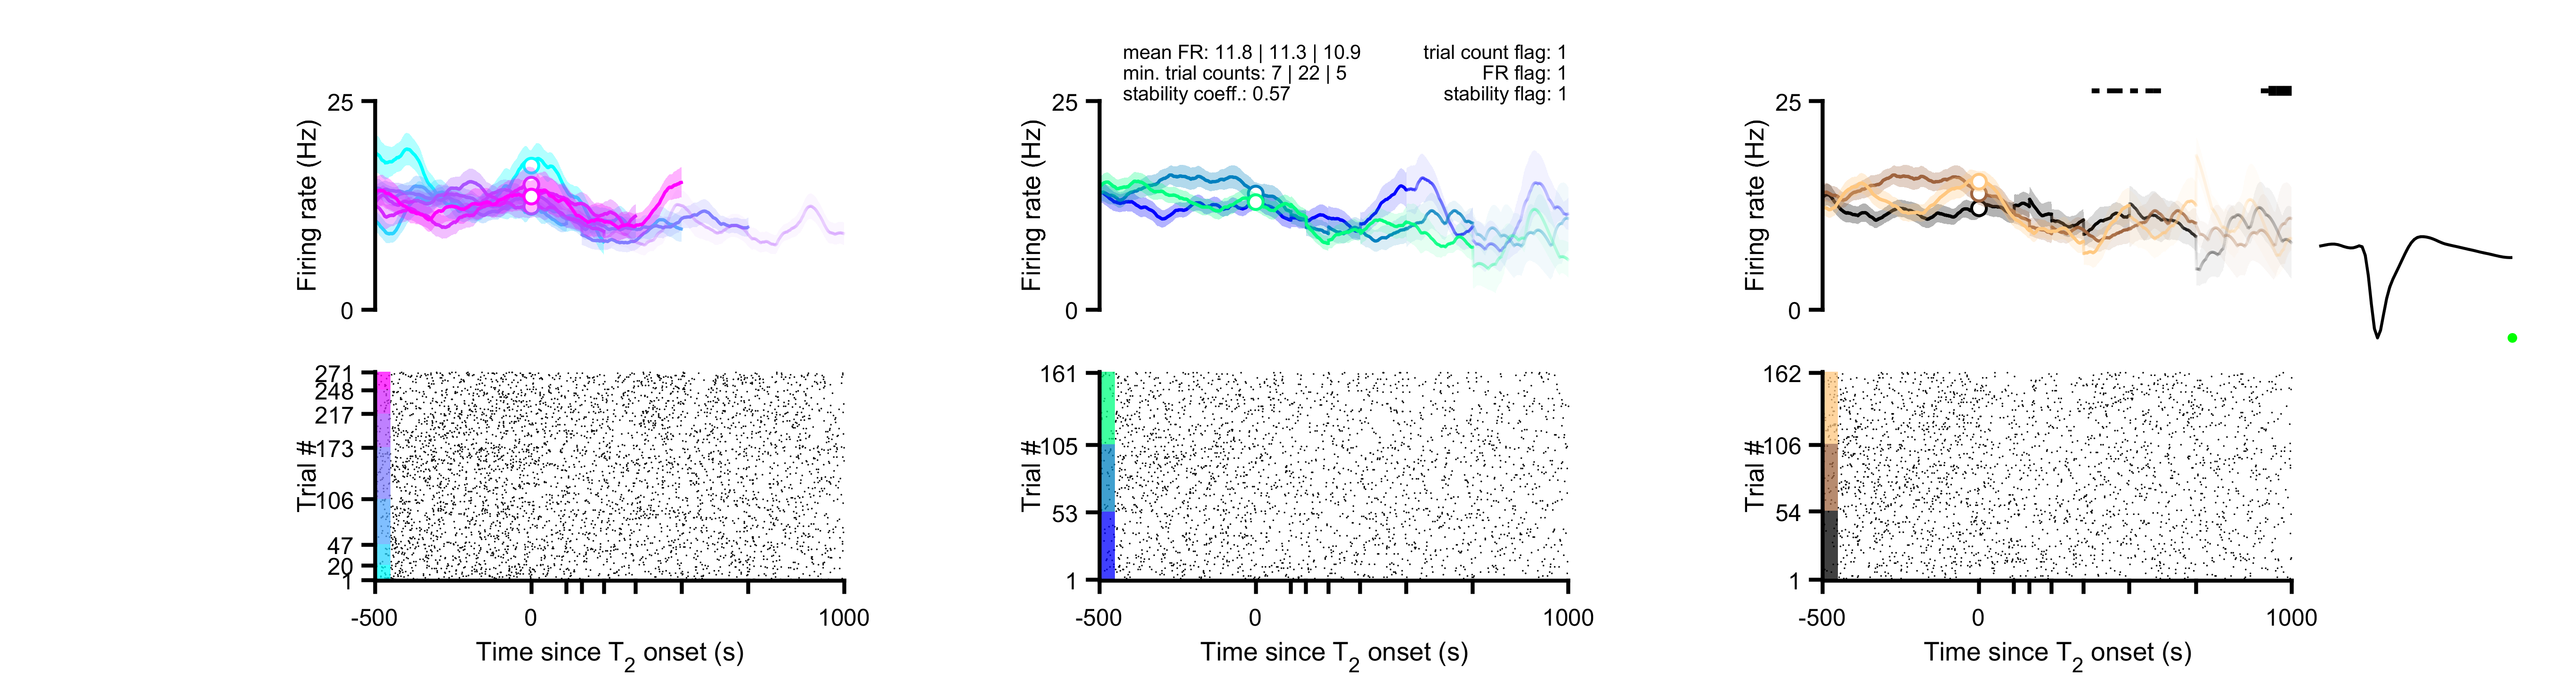 mean FR: 11.8 | 11.3 | 10.9
trial count flag: 1
min. trial counts: 7 | 22 | 5
FR flag: 1
stability coeff.: 0.57
stability flag: 1
25
Firing rate (Hz)
0
25
Firing rate (Hz)
0
25
Firing rate (Hz)
0
271
248
217
173
106
47
20
1
Trial #
-500
0
1000
Time since T2 onset (s)
161
105
53
1
Trial #
-500
0
1000
Time since T2 onset (s)
162
106
54
1
Trial #
-500
0
1000
Time since T2 onset (s)